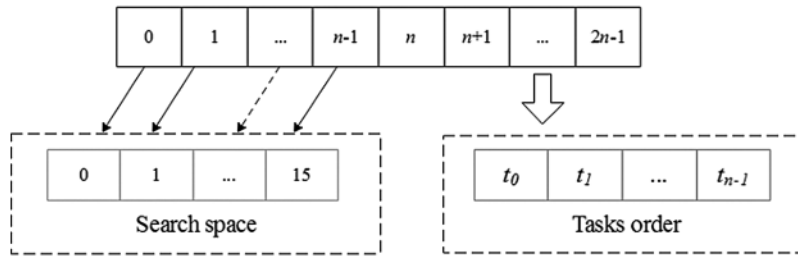 0 1 ... n-1 n n+1 ... 2n-1
0 1 ... 15
Search space
t0 t1 ... tn-1
Tasks order